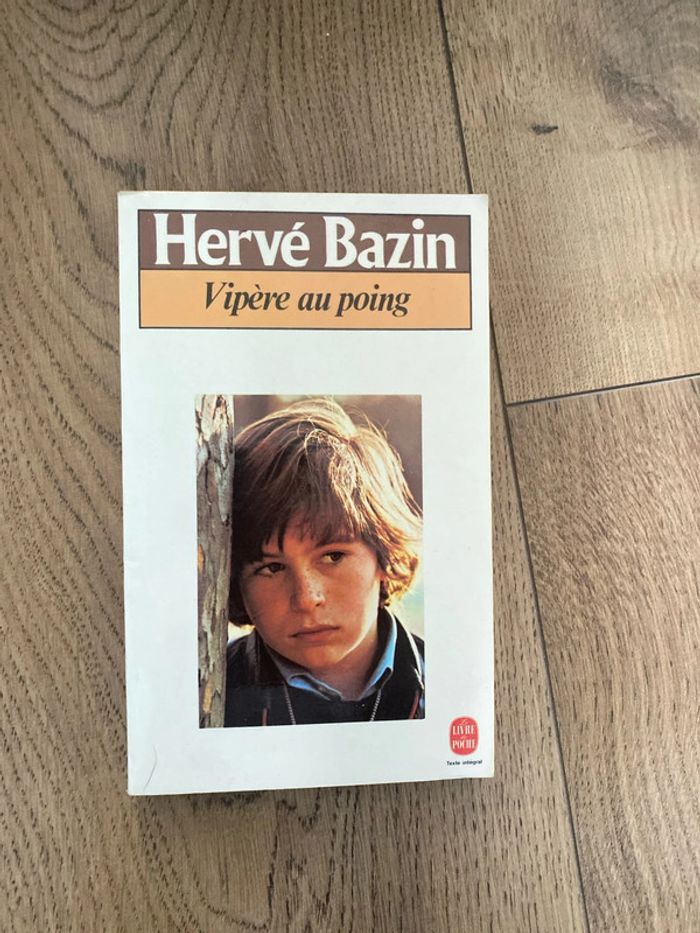 Hervé Bazin
Vipère au poing
Le
LIVRE
de
POCHE
Texte intégral